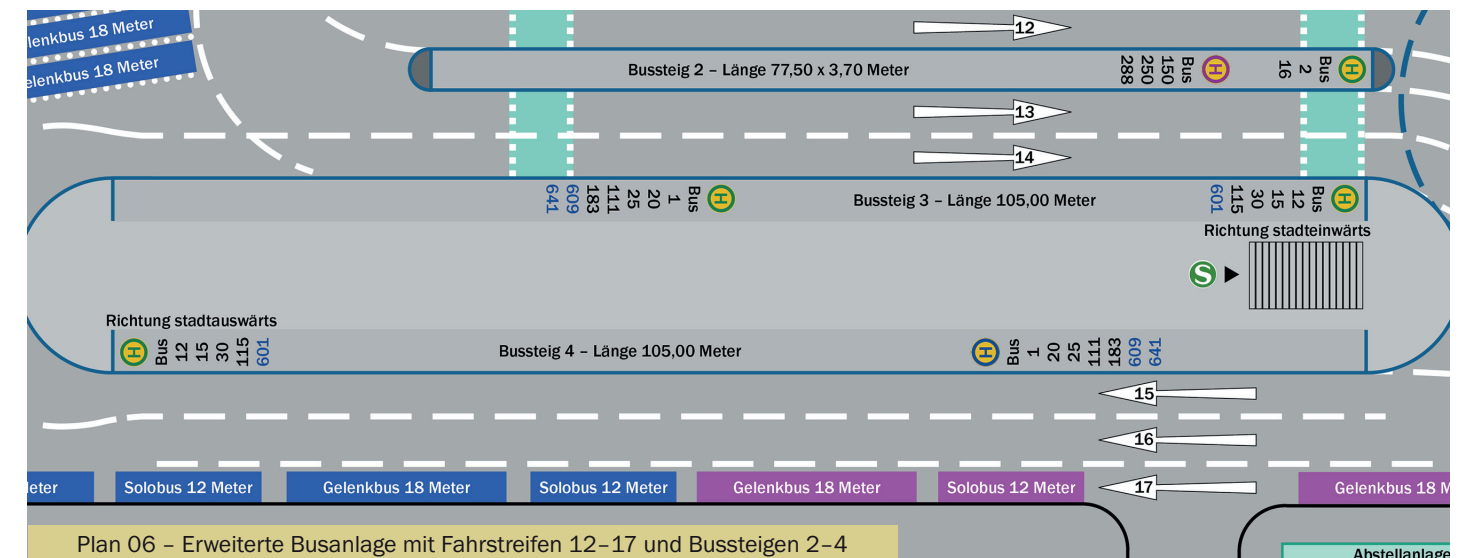 Gelenkbus 18 Meter
Gelenkbus 18 Meter
12
Bussteig 2 – Länge 77,50 x 3,70 Meter
288
250
150
Bus
H
16
2
Bus
H
13
14
641
609
183
111
25
20
1
Bus
H
Bussteig 3 – Länge 105,00 Meter
601
115
30
15
12
Bus
H
Richtung stadteinwärts
S
Richtung stadtauswärts
H
Bus
12
15
30
115
601
Bussteig 4 – Länge 105,00 Meter
H
Bus
1
20
25
111
183
609
641
15
16
eter
Solobus 12 Meter
Gelenkbus 18 Meter
Solobus 12 Meter
Gelenkbus 18 Meter
Solobus 12 Meter
17
Gelenkbus 18 M
Plan 06 – Erweiterte Busanlage mit Fahrstreifen 12–17 und Bussteigen 2–4
Abstellanlage